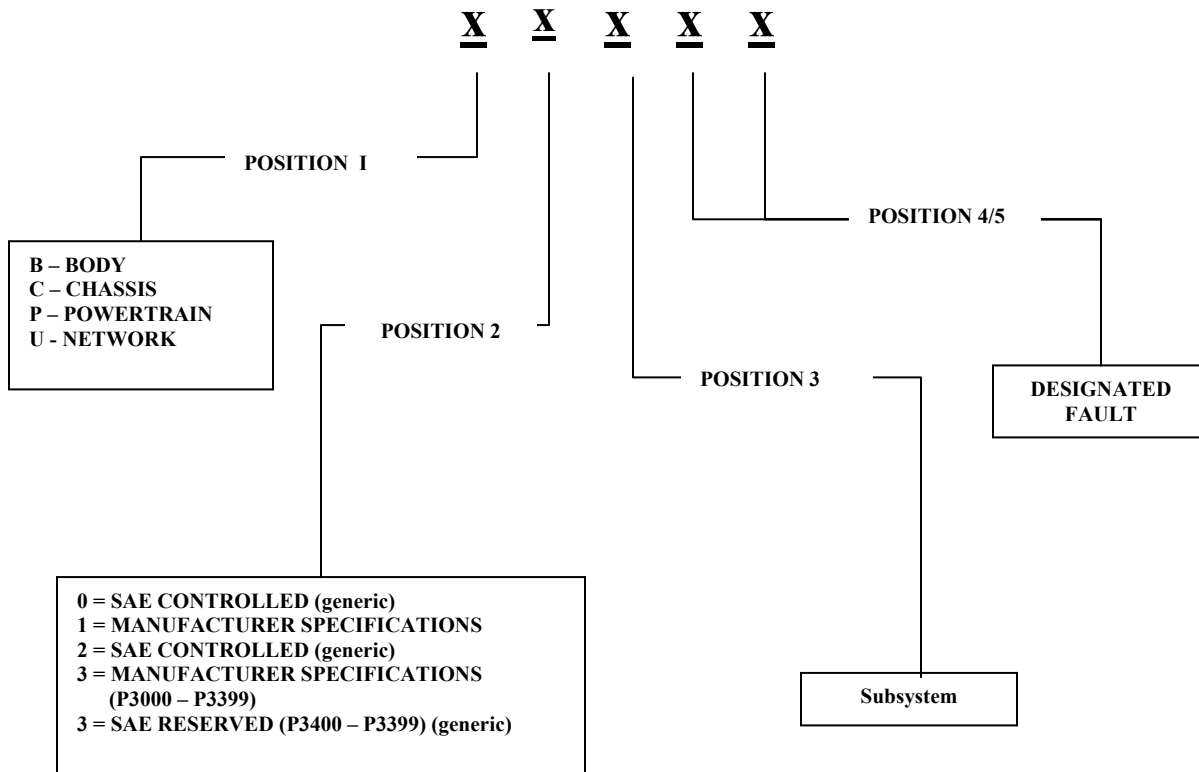 X X X X X
POSITION I
POSITION 4/5
B – BODY
C – CHASSIS
P – POWERTRAIN
U - NETWORK
POSITION 2
POSITION 3
DESIGNATED
FAULT
0 = SAE CONTROLLED (generic)
1 = MANUFACTURER SPECIFICATIONS
2 = SAE CONTROLLED (generic)
3 = MANUFACTURER SPECIFICATIONS
(P3000 – P3399)
3 = SAE RESERVED (P3400 – P3399) (generic)
Subsystem